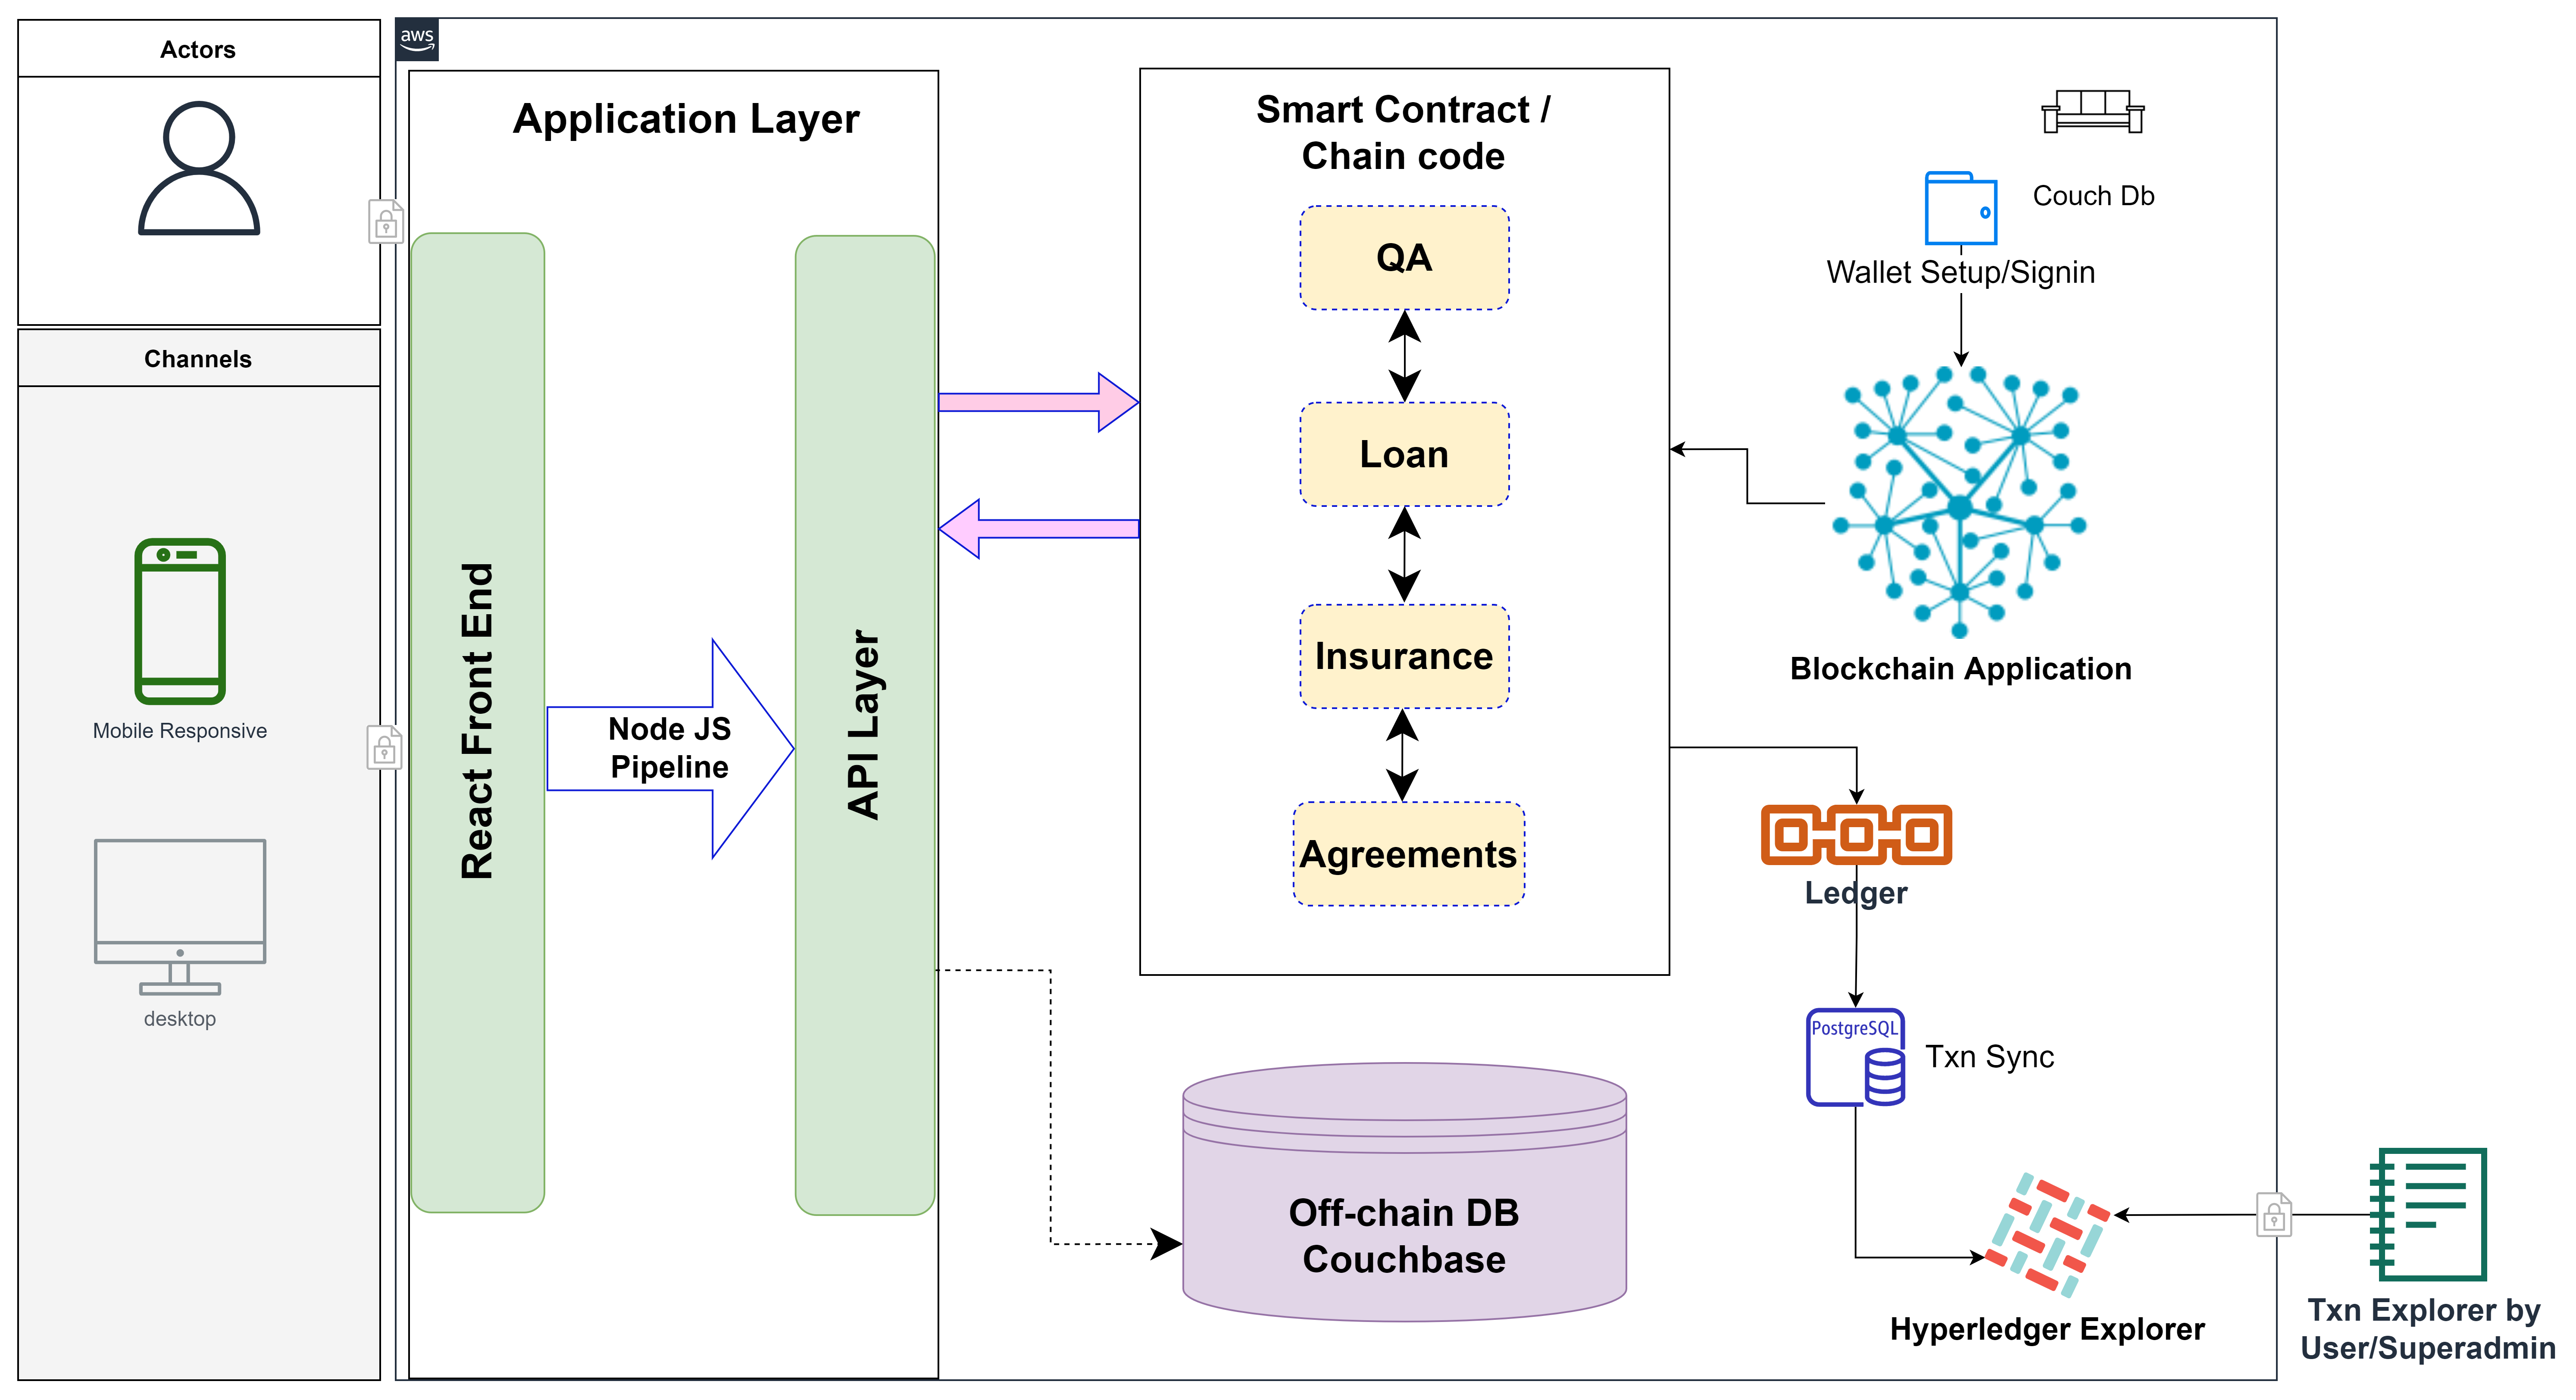 Actors
Channels
Mobile Responsive
desktop
aws
Application Layer
React Front End
Node JS
Pipeline
API Layer
Smart Contract /
Chain code
QA
Loan
Insurance
Agreements
Off-chain DB
Couchbase
Couch Db
Wallet Setup/Signin
Blockchain Application
Ledger
PostgreSQL
Txn Sync
Hyperledger Explorer
Txn Explorer by
User/Superadmin